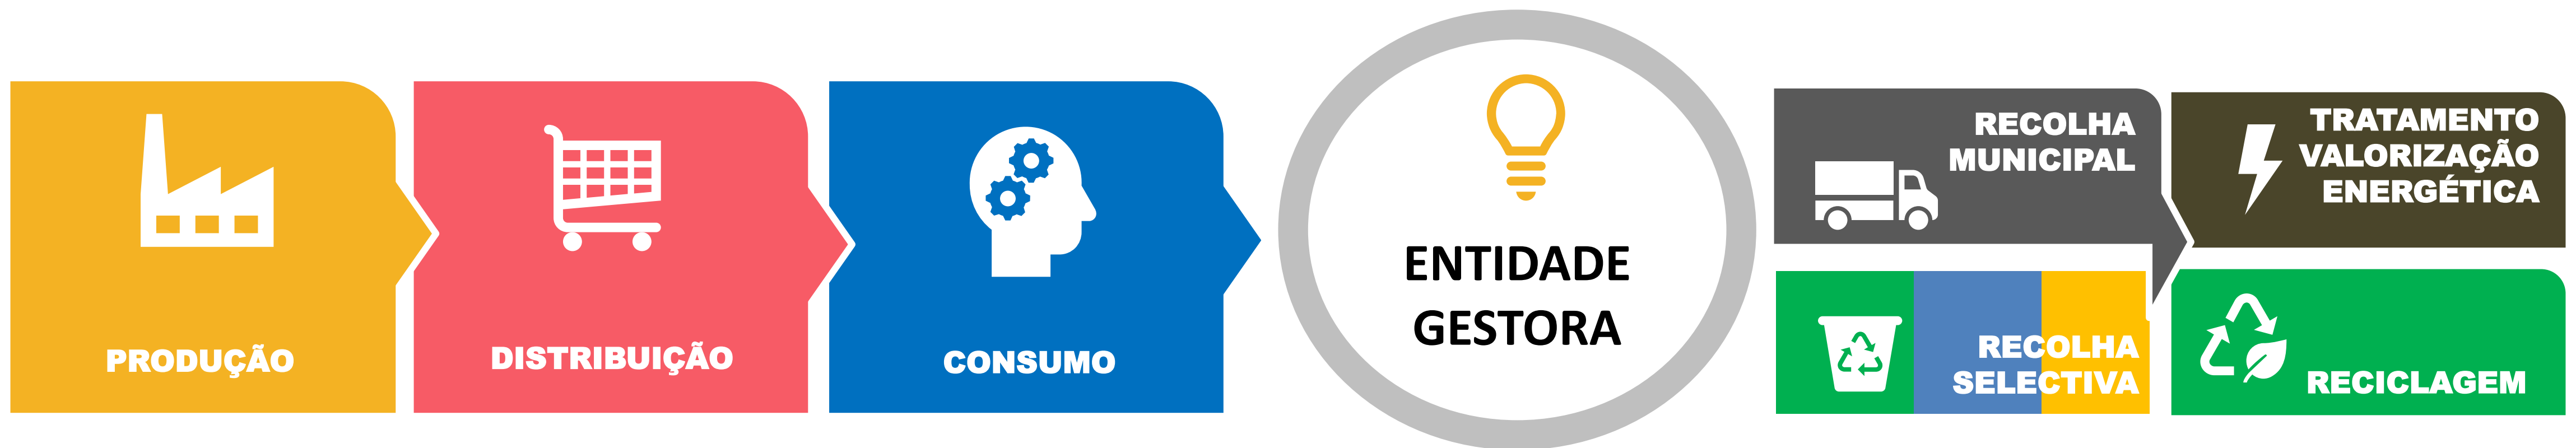 PRODUÇÃO
DISTRIBUIÇÃO
CONSUMO
ENTIDADE
GESTORA
RECOLHA
MUNICIPAL
RECOLHA
SELECTIVA
TRATAMENTO
VALORIZAÇÃO
ENERGÉTICA
RECICLAGEM